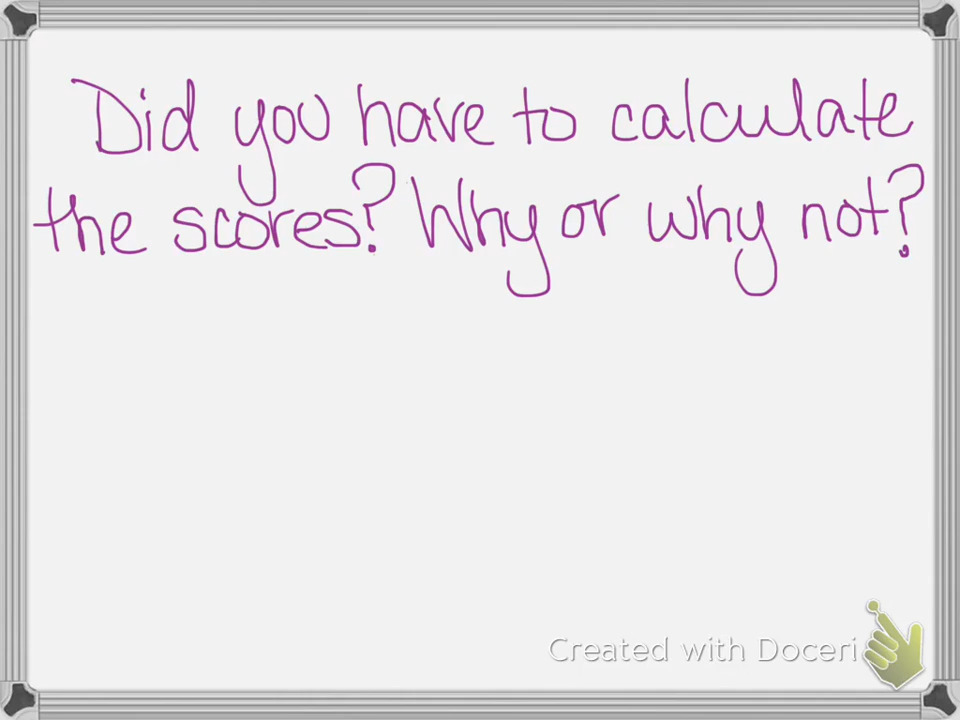 Did you have to calculate
the scores? Why or why not?
Created with Doceri